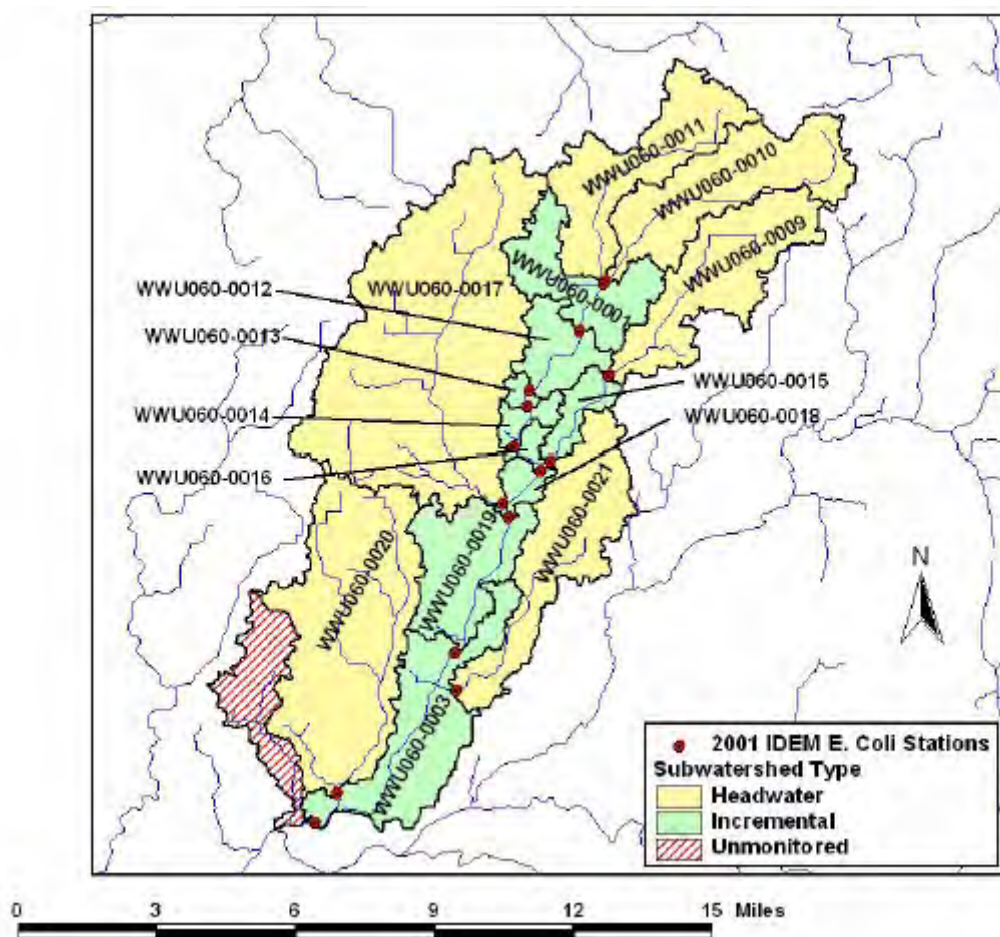 WWU060-0011
WWU060-0010
WWU060-0009
WWU060-0001
WWU060-0012
WWU060-0017
WWU060-0013
WWU060-0015
WWU060-0014
WWU060-0018
WWU060-0016
WWU060-0021
WWU060-0019
WWU060-0020
WWU060-0003
N
2001 IDEM E. Coli Stations
Subwatershed Type
Headwater
Incremental
Unmonitored
0 3 6 9 12 15 Miles